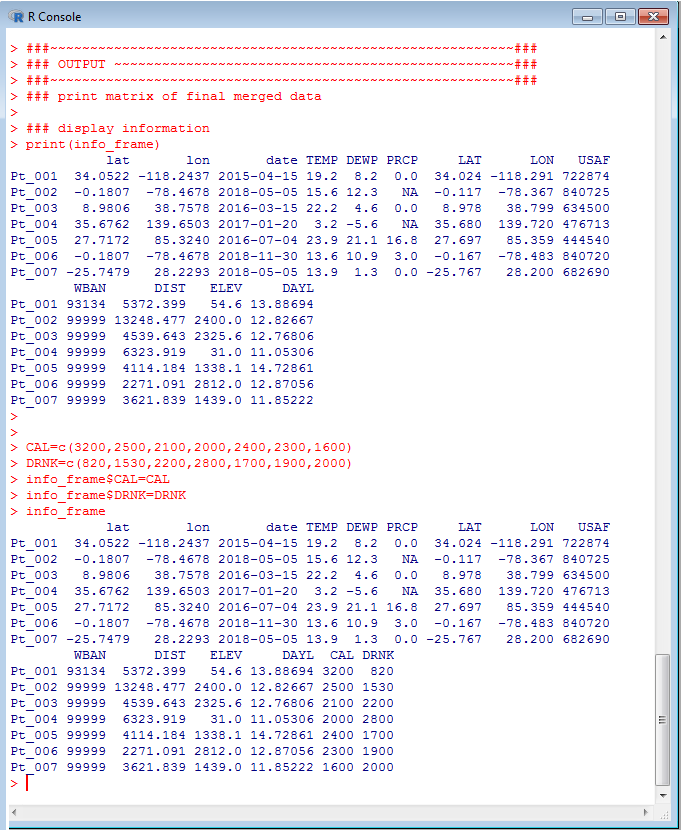 R Console
> ###~~~~~~~~~~~~~~~~~~~~~~~~~~~~~~~~~~~~~~~~~~~~~~~~~~~~~~~~~~###
> ### OUTPUT ~~~~~~~~~~~~~~~~~~~~~~~~~~~~~~~~~~~~~~~~~~~~~~~~~~###
> ###~~~~~~~~~~~~~~~~~~~~~~~~~~~~~~~~~~~~~~~~~~~~~~~~~~~~~~~~~~###
> ### print matrix of final merged data
>
> ### display information
> print(info_frame)
            lat       lon       date TEMP DEWP PRCP     LAT      LON   USAF
Pt_001  34.0522 -118.2437 2015-04-15 19.2  8.2  0.0  34.024 -118.291 722874
Pt_002  -0.1807  -78.4678 2018-05-05 15.6 12.3   NA  -0.117  -78.367 840725
Pt_003   8.9806   38.7578 2016-03-15 22.2  4.6  0.0   8.978   38.799 634500
Pt_004  35.6762  139.6503 2017-01-20  3.2 -5.6   NA  35.680  139.720 476713
Pt_005  27.7172   85.3240 2016-07-04 23.9 21.1 16.8  27.697   85.359 444540
Pt_006  -0.1807  -78.4678 2018-11-30 13.6 10.9  3.0  -0.167  -78.483 840720
Pt_007 -25.7479   28.2293 2018-05-05 13.9  1.3  0.0 -25.767   28.200 682690
        WBAN      DIST   ELEV     DAYL
Pt_001 93134  5372.399   54.6 13.88694
Pt_002 99999 13248.477 2400.0 12.82667
Pt_003 99999  4539.643 2325.6 12.76806
Pt_004 99999  6323.919   31.0 11.05306
Pt_005 99999  4114.184 1338.1 14.72861
Pt_006 99999  2271.091 2812.0 12.87056
Pt_007 99999  3621.839 1439.0 11.85222
>
>
> CAL=c(3200,2500,2100,2000,2400,2300,1600)
> DRNK=c(820,1530,2200,2800,1700,1900,2000)
> info_frame$CAL=CAL
> info_frame$DRNK=DRNK
> info_frame
            lat       lon       date TEMP DEWP PRCP     LAT      LON   USAF
Pt_001  34.0522 -118.2437 2015-04-15 19.2  8.2  0.0  34.024 -118.291 722874
Pt_002  -0.1807  -78.4678 2018-05-05 15.6 12.3   NA  -0.117  -78.367 840725
Pt_003   8.9806   38.7578 2016-03-15 22.2  4.6  0.0   8.978   38.799 634500
Pt_004  35.6762  139.6503 2017-01-20  3.2 -5.6   NA  35.680  139.720 476713
Pt_005  27.7172   85.3240 2016-07-04 23.9 21.1 16.8  27.697   85.359 444540
Pt_006  -0.1807  -78.4678 2018-11-30 13.6 10.9  3.0  -0.167  -78.483 840720
Pt_007 -25.7479   28.2293 2018-05-05 13.9  1.3  0.0 -25.767   28.200 682690
        WBAN      DIST   ELEV     DAYL  CAL DRNK
Pt_001 93134  5372.399   54.6 13.88694 3200  820
Pt_002 99999 13248.477 2400.0 12.82667 2500 1530
Pt_003 99999  4539.643 2325.6 12.76806 2100 2200
Pt_004 99999  6323.919   31.0 11.05306 2000 2800
Pt_005 99999  4114.184 1338.1 14.72861 2400 1700
Pt_006 99999  2271.091 2812.0 12.87056 2300 1900
Pt_007 99999  3621.839 1439.0 11.85222 1600 2000
>